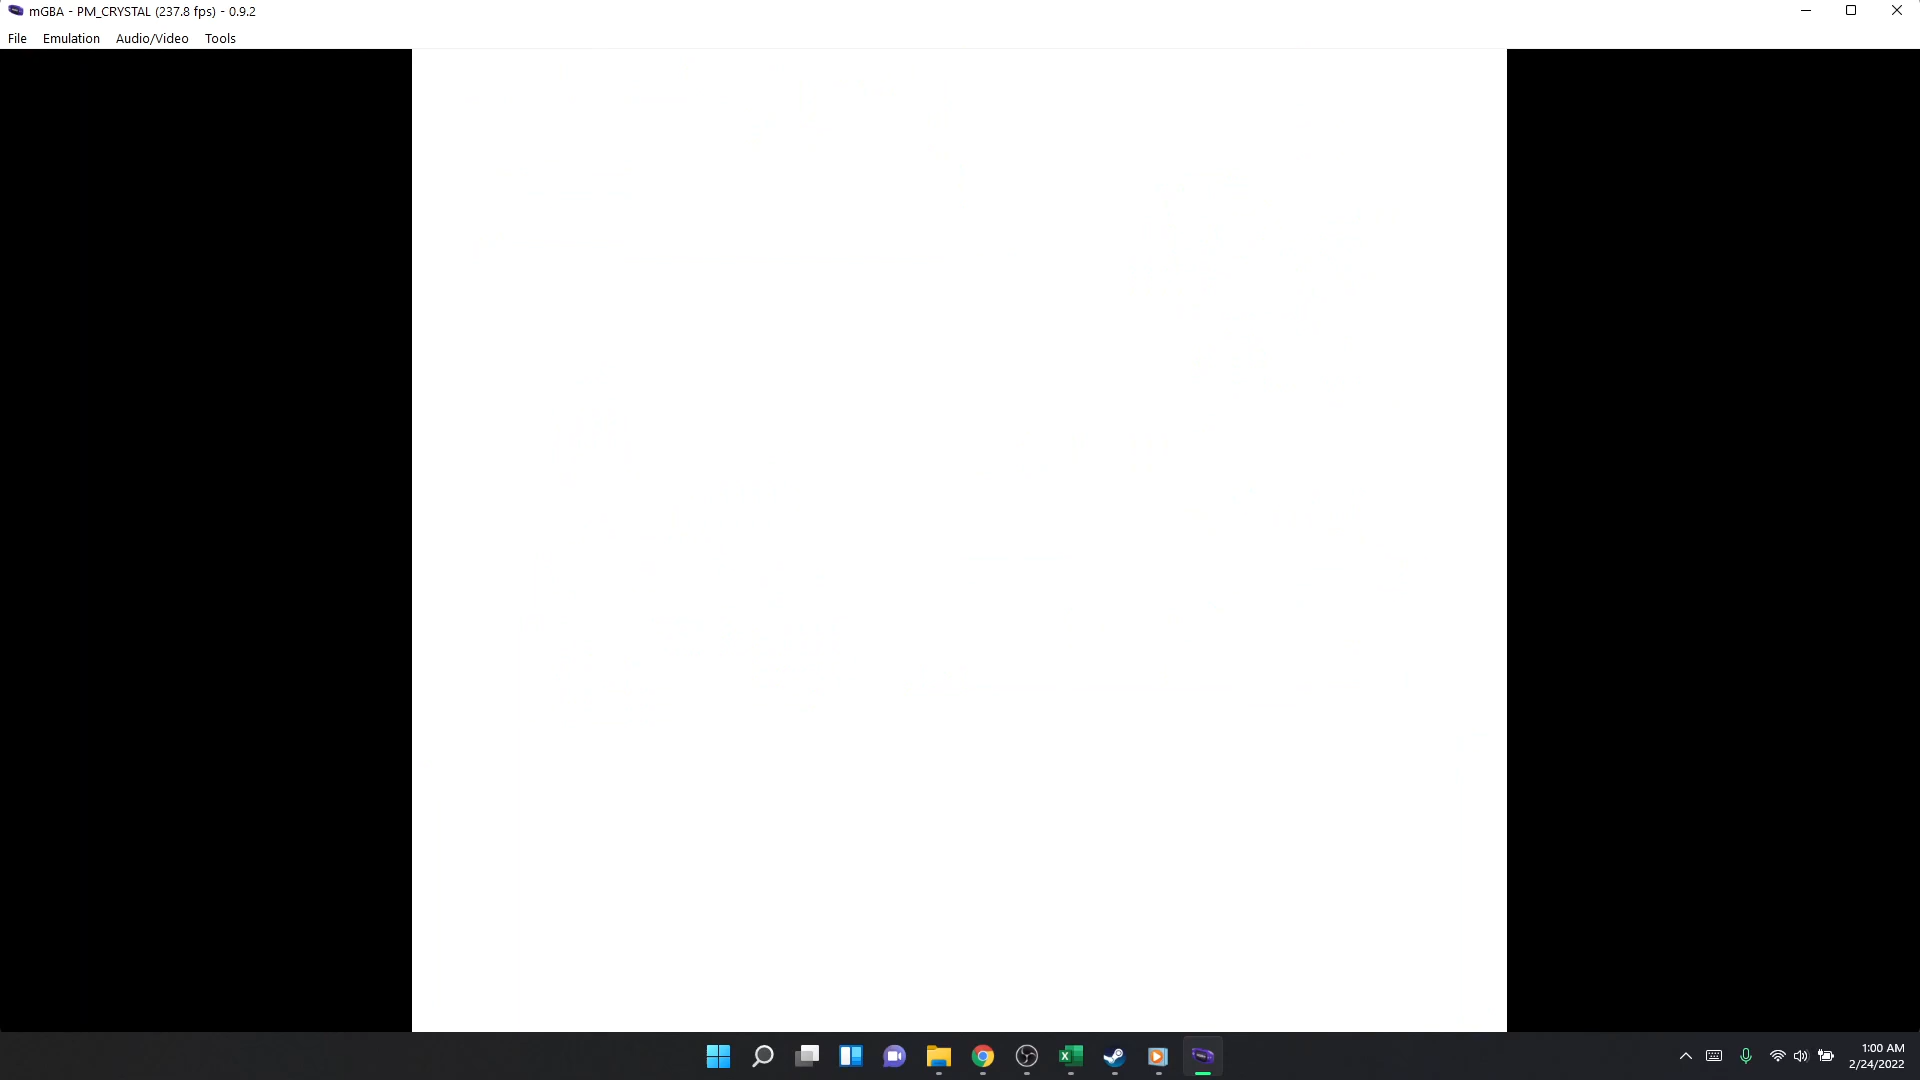 mGBA - PM_CRYSTAL (237.8 fps) - 0.9.2
File Emulation Audio/Video Tools
1:00 AM
2/24/2022